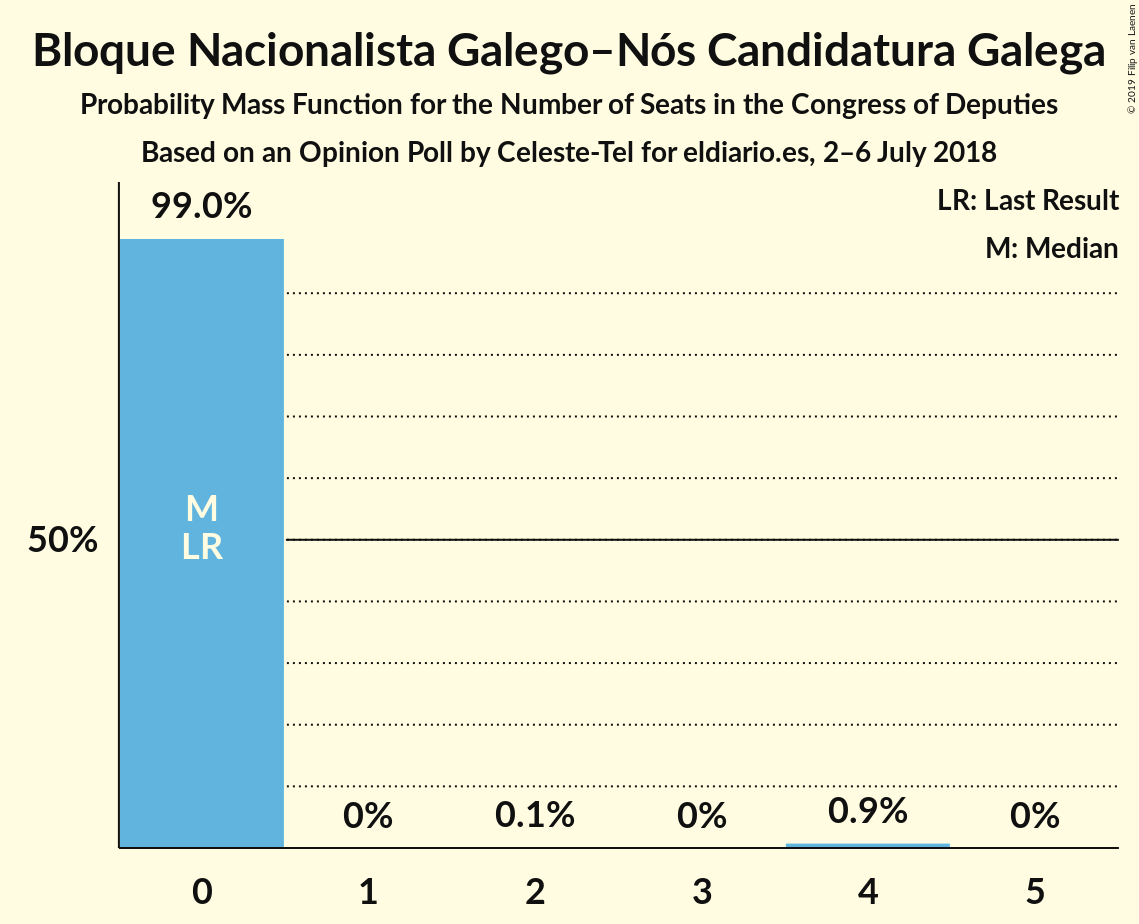 Bloque Nacionalista Galego–Nós Candidatura Galega
Probability Mass Function for the Number of Seats in the Congress of Deputies
Based on an Opinion Poll by Celeste-Tel for eldiario.es, 2–6 July 2018
© 2019 Filip van Laenen
LR: Last Result
M: Median
99.0%
M
LR
50%
0% 0.1% 0% 0.9% 0%
0 1 2 3 4 5